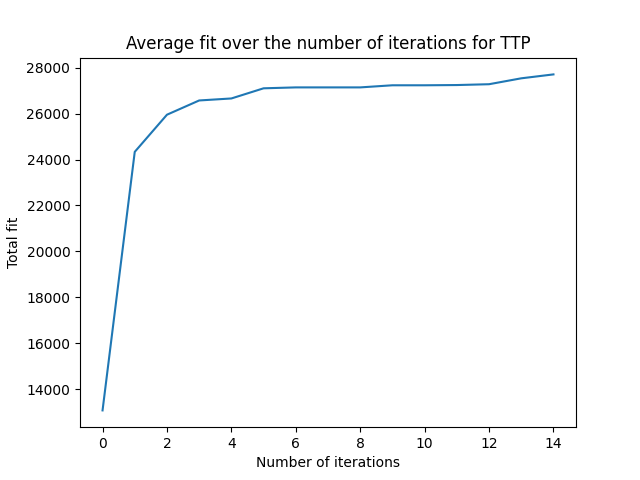 Average fit over the number of iterations for TTP
28000
26000
24000
22000
20000
18000
16000
14000
Total fit
0 2 4 6 8 10 12 14
Number of iterations